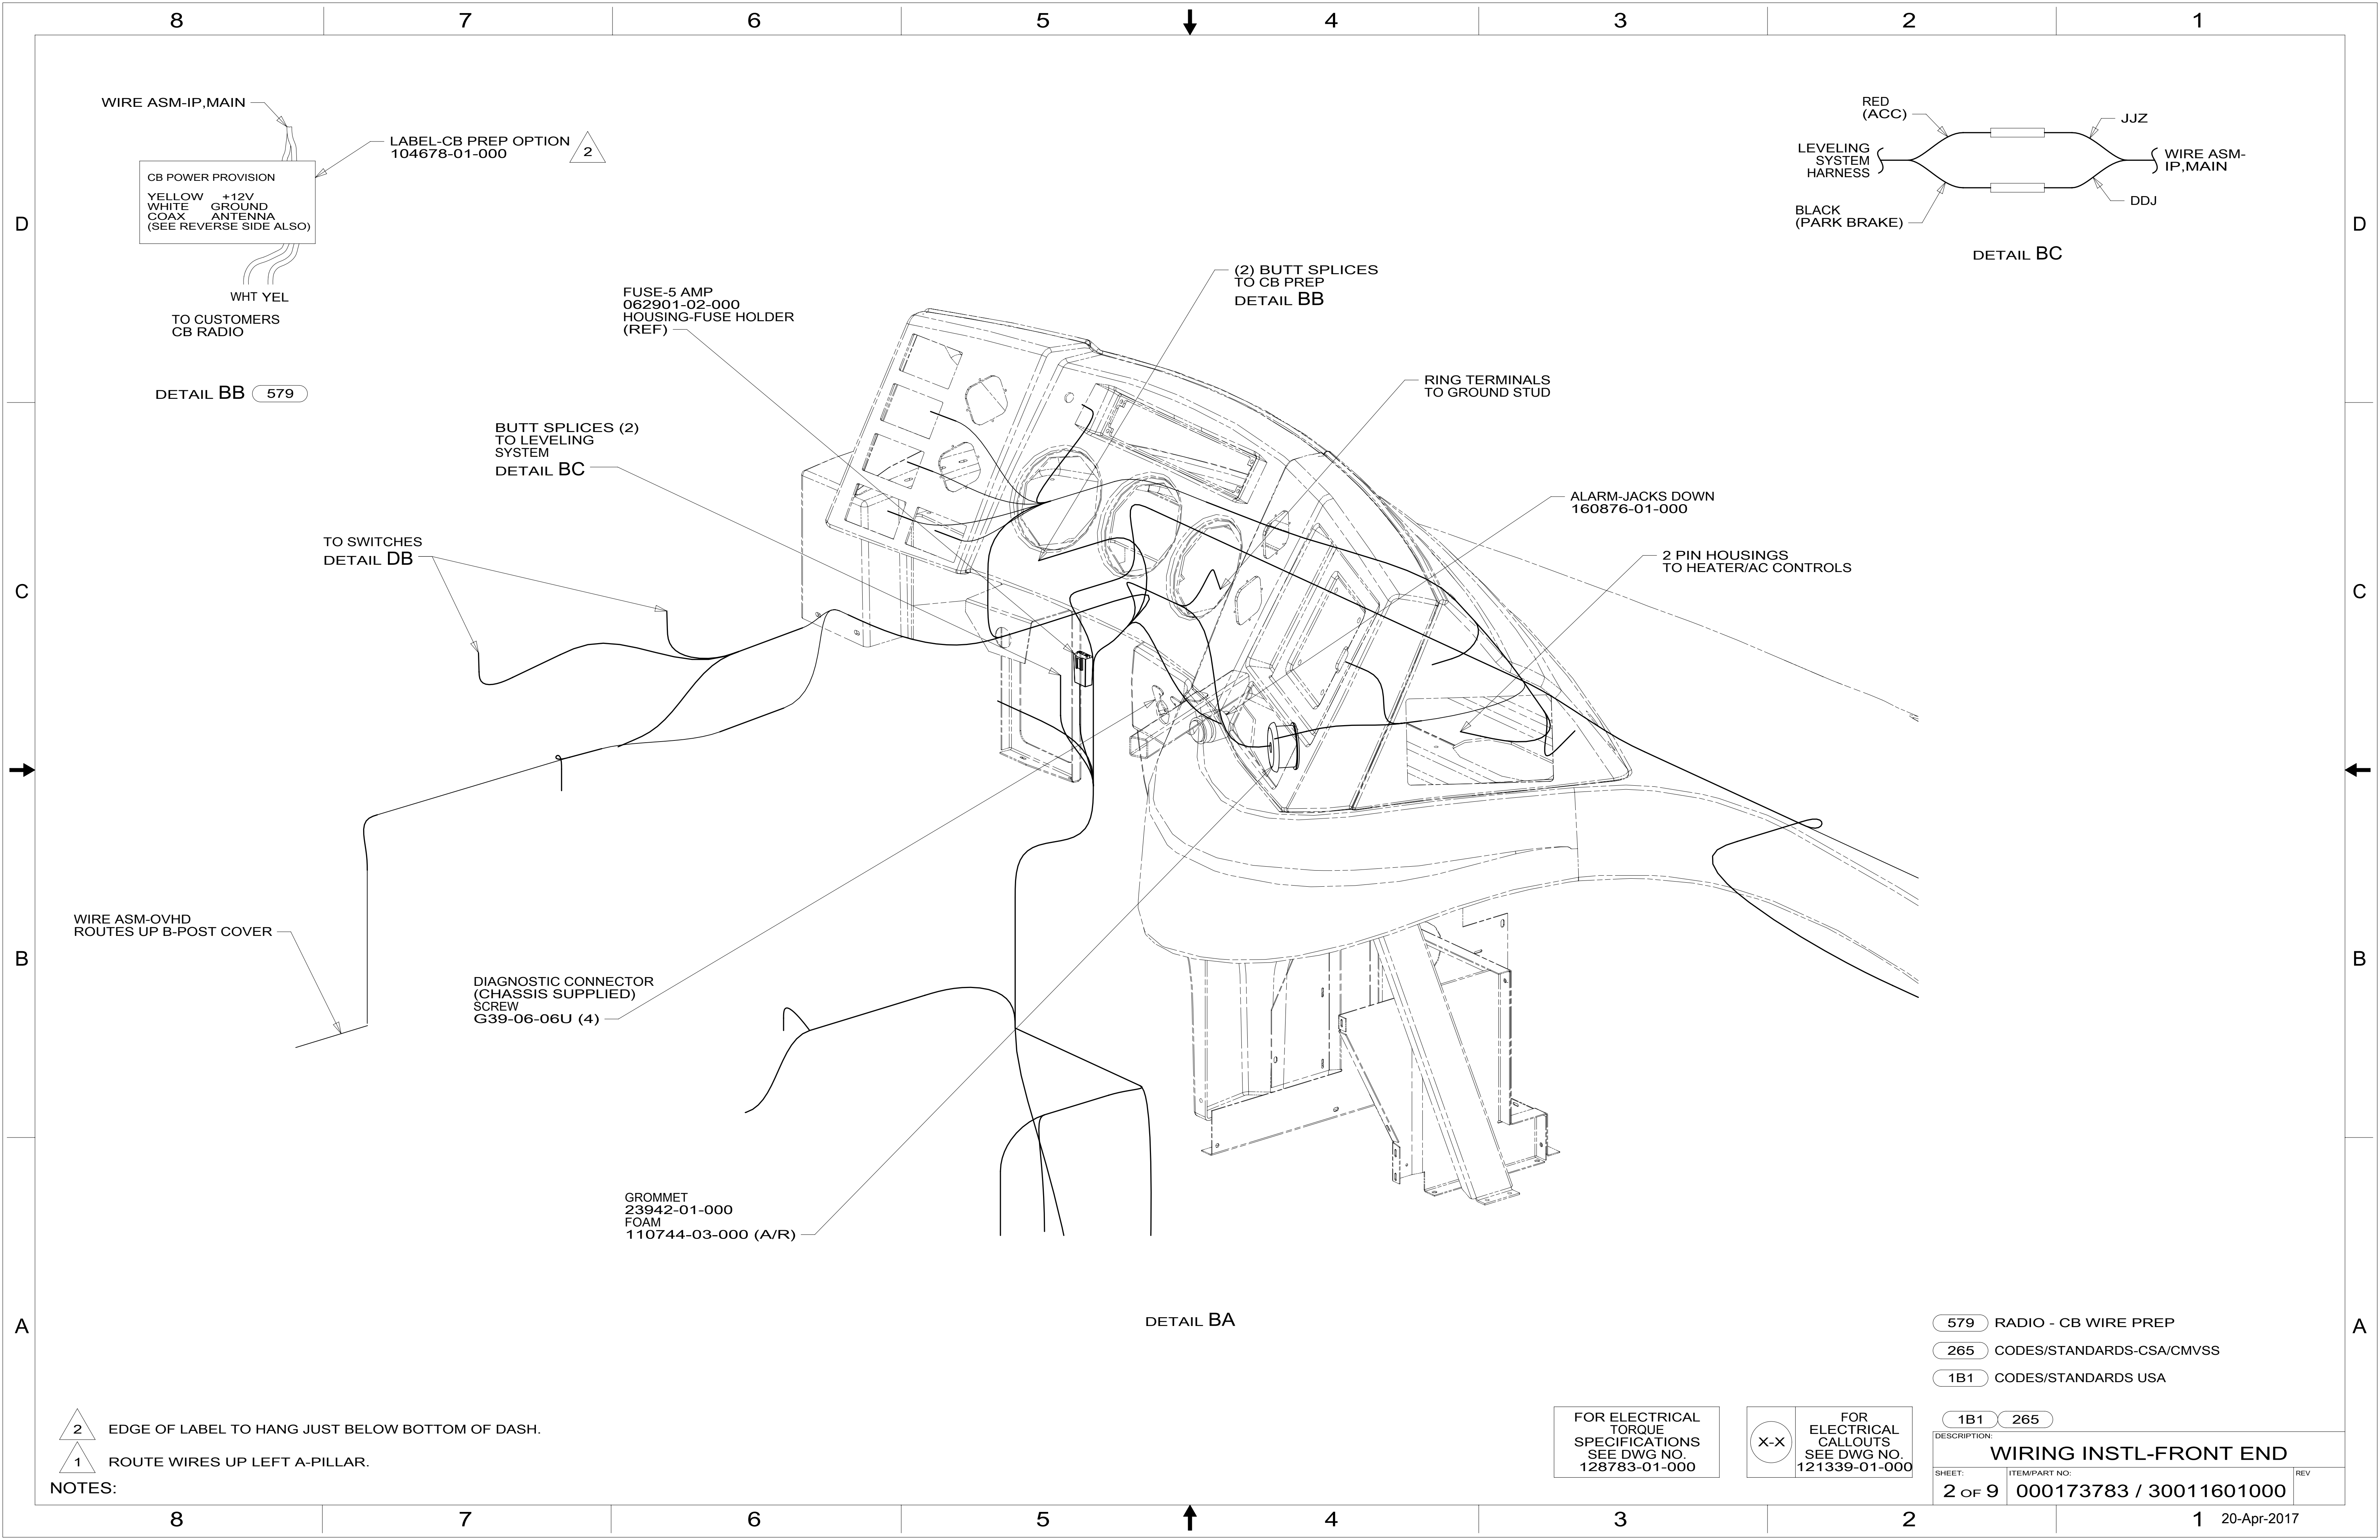 8 7 6 5 4 3 2 1
D
C
B
A
D
C
B
A
WIRE ASM-IP,MAIN
LABEL-CB PREP OPTION
104678-01-000
2
CB POWER PROVISION
YELLOW +12V
WHITE GROUND
COAX ANTENNA
(SEE REVERSE SIDE ALSO)
WHT YEL
TO CUSTOMERS
CB RADIO
DETAIL BB 579
RED
(ACC)
JJZ
LEVELING
SYSTEM
HARNESS
WIRE ASM-
IP,MAIN
BLACK
(PARK BRAKE)
DDJ
DETAIL BC
FUSE-5 AMP
062901-02-000
HOUSING-FUSE HOLDER
(REF)
(2) BUTT SPLICES
TO CB PREP
DETAIL BB
RING TERMINALS
TO GROUND STUD
BUTT SPLICES (2)
TO LEVELING
SYSTEM
DETAIL BC
ALARM-JACKS DOWN
160876-01-000
TO SWITCHES
DETAIL DB
2 PIN HOUSINGS
TO HEATER/AC CONTROLS
WIRE ASM-OVHD
ROUTES UP B-POST COVER
DIAGNOSTIC CONNECTOR
(CHASSIS SUPPLIED)
SCREW
G39-06-06U (4)
GROMMET
23942-01-000
FOAM
110744-03-000 (A/R)
DETAIL BA
579 RADIO - CB WIRE PREP
265 CODES/STANDARDS-CSA/CMVSS
1B1 CODES/STANDARDS USA
2 EDGE OF LABEL TO HANG JUST BELOW BOTTOM OF DASH.
1 ROUTE WIRES UP LEFT A-PILLAR.
NOTES:
FOR ELECTRICAL
TORQUE
SPECIFICATIONS
SEE DWG NO.
128783-01-000
X-X
FOR
ELECTRICAL
CALLOUTS
SEE DWG NO.
121339-01-000
1B1 265
DESCRIPTION:
WIRING INSTL-FRONT END
SHEET:
2 OF 9
ITEM/PART NO:
000173783 / 30011601000
REV
8 7 6 5 4 3 2 1
20-Apr-2017